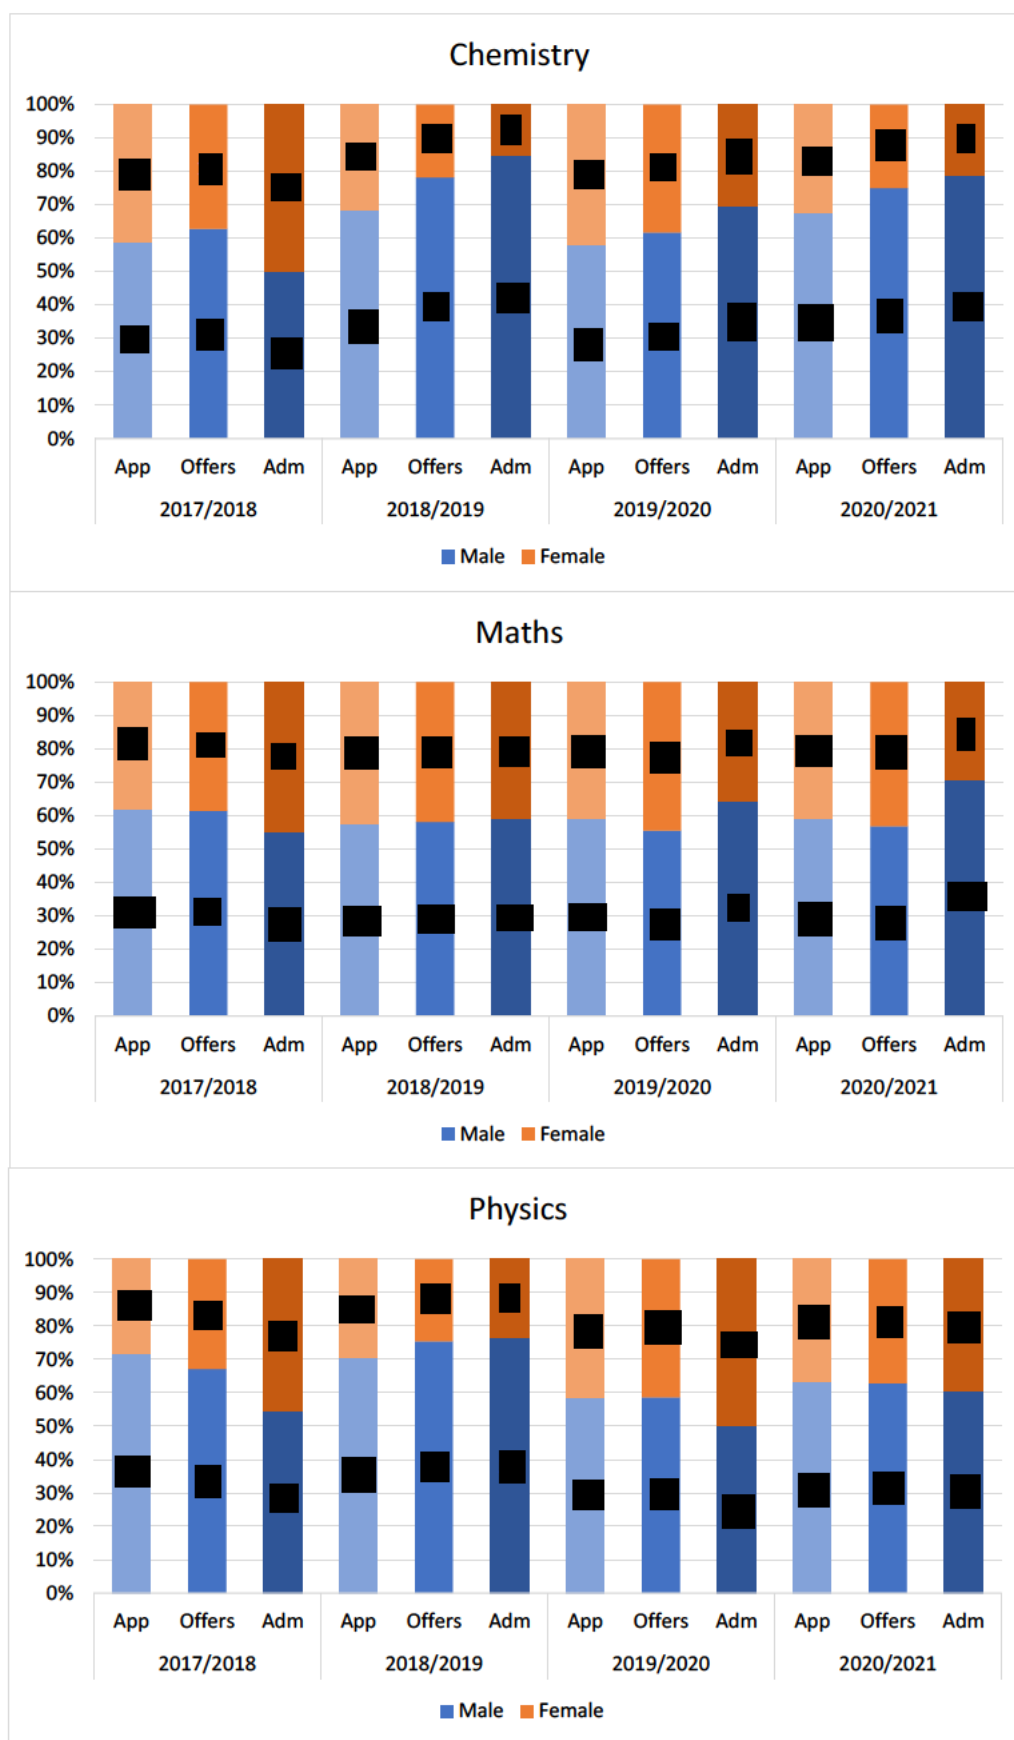 Chemistry
100%
90%
80%
70%
60%
50%
40%
30%
20%
10%
0%
App Offers Adm App Offers Adm App Offers Adm App Offers Adm
2017/2018 2018/2019 2019/2020 2020/2021
Male Female
Maths
100%
90%
80%
70%
60%
50%
40%
30%
20%
10%
0%
App Offers Adm App Offers Adm App Offers Adm App Offers Adm
2017/2018 2018/2019 2019/2020 2020/2021
Male Female
Physics
100%
90%
80%
70%
60%
50%
40%
30%
20%
10%
0%
App Offers Adm App Offers Adm App Offers Adm App Offers Adm
2017/2018 2018/2019 2019/2020 2020/2021
Male Female